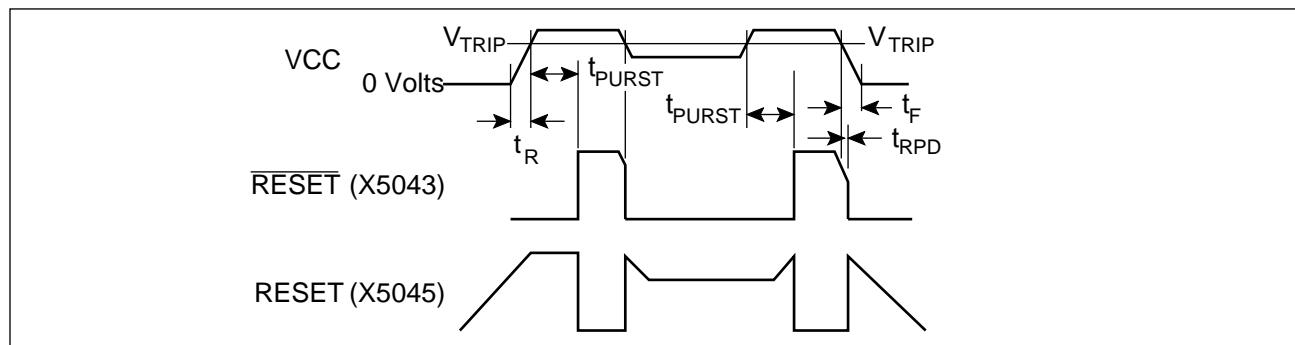 VTRIP VTRIP
VCC
0 Volts
tPURST
tPURST
tF
tR
tRPD
RESET (X5043)
RESET (X5045)